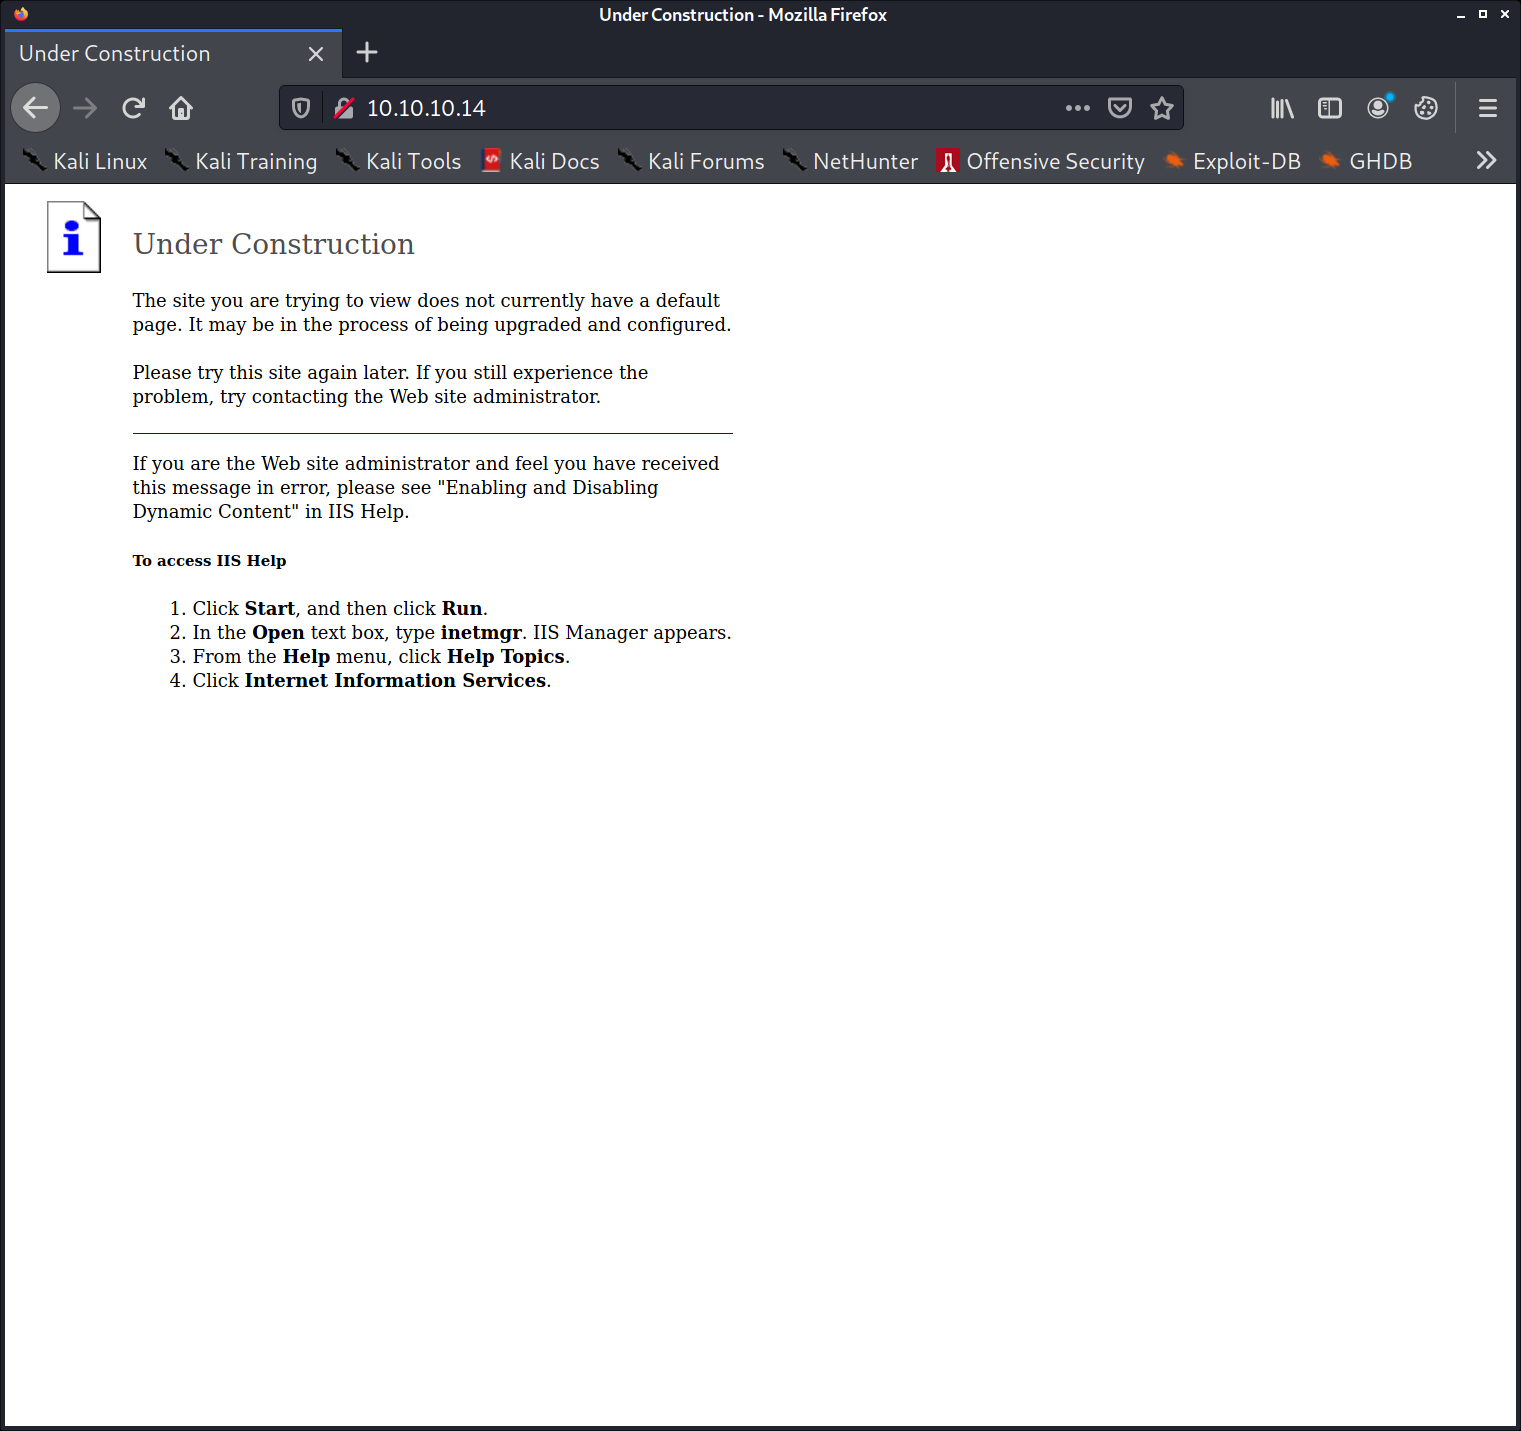 Under Construction - Mozilla Firefox
Under Construction
10.10.10.14
Kali Linux Kali Training Kali Tools Kali Docs Kali Forums NetHunter Offensive Security Exploit-DB GHDB
Under Construction
The site you are trying to view does not currently have a default
page. It may be in the process of being upgraded and configured.
Please try this site again later. If you still experience the
problem, try contacting the Web site administrator.
If you are the Web site administrator and feel you have received
this message in error, please see "Enabling and Disabling
Dynamic Content" in IIS Help.
To access IIS Help
1. Click Start, and then click Run.
2. In the Open text box, type inetmgr. IIS Manager appears.
3. From the Help menu, click Help Topics.
4. Click Internet Information Services.